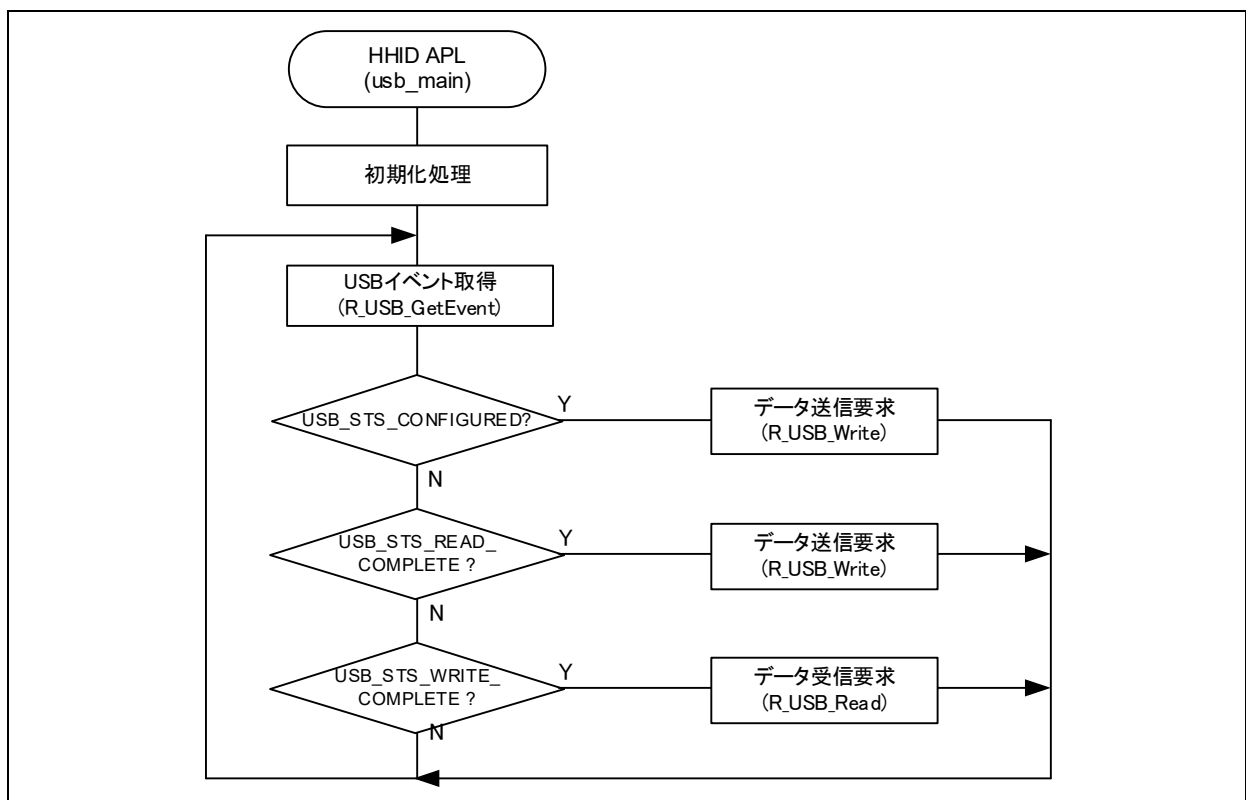 HHID APL
(usb_main)
初期化処理
USBイベント取得
(R_USB_GetEvent)
USB_STS_CONFIGURED?
Y
データ送信要求
(R_USB_Write)
N
USB_STS_READ_
COMPLETE ?
Y
データ送信要求
(R_USB_Write)
N
USB_STS_WRITE_
COMPLETE ?
Y
データ受信要求
(R_USB_Read)
N